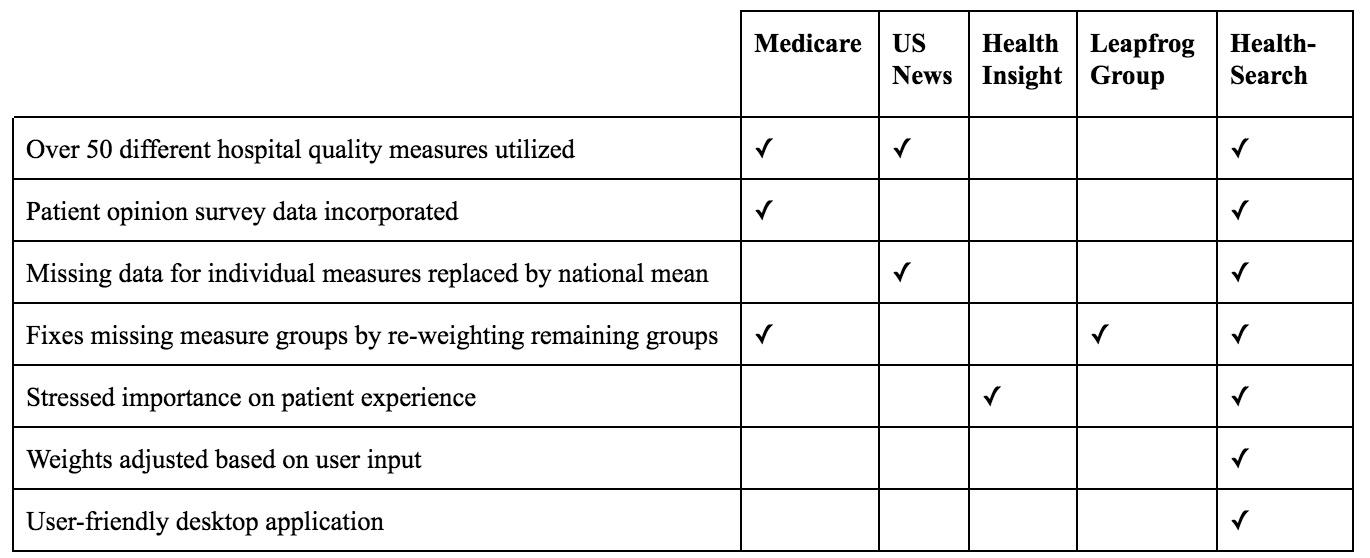 Medicare US News Health Insight Leapfrog Group Health-Search
Over 50 different hospital quality measures utilized ✓ ✓ ✓
Patient opinion survey data incorporated ✓ ✓
Missing data for individual measures replaced by national mean ✓ ✓
Fixes missing measure groups by re-weighting remaining groups ✓ ✓ ✓
Stressed importance on patient experience ✓ ✓
Weights adjusted based on user input ✓
User-friendly desktop application ✓